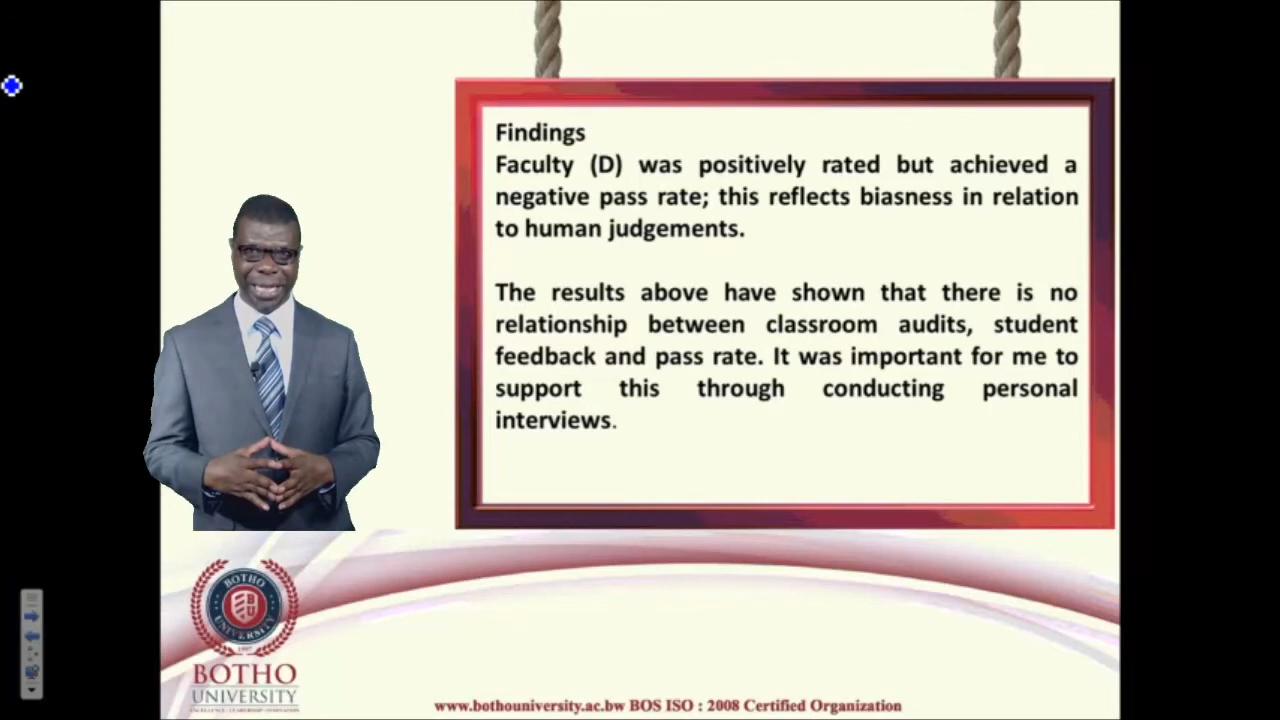 Findings
Faculty (D) was positively rated but achieved a
negative pass rate; this reflects biasness in relation
to human judgements.
The results above have shown that there is no
relationship between classroom audits, student
feedback and pass rate. It was important for me to
support this through conducting personal
interviews.
BOTHO
UNIVERSITY
1997
BOTHO
UNIVERSITY
www.bothouniversity.ac.bw BOS ISO : 2008 Certified Organization